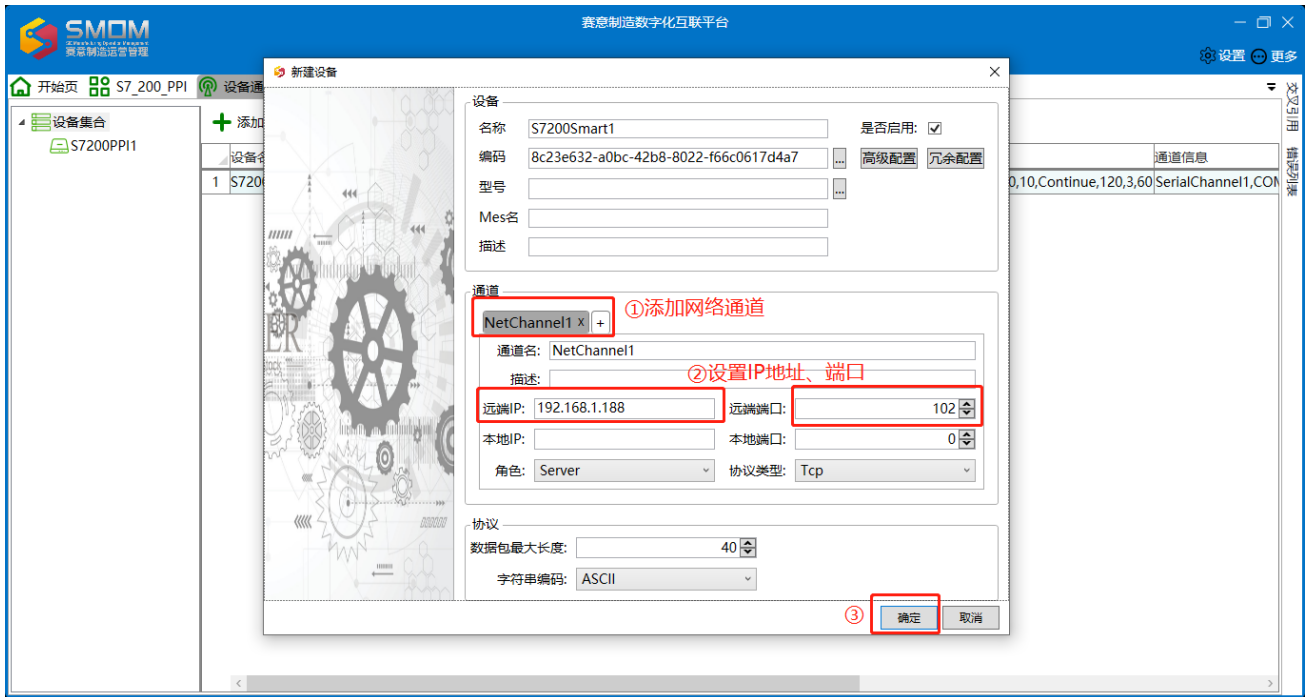 赛意制造数字化互联平台
SMOM
赛意制造运营管理
设置 更多
开始页 S7_200_PPI 设备通
新建设备
交叉引用
错误列表
设备集合
S7200PPI1
添加
设备名
通道信息
1 S720
0,10,Continue,120,3,60 SerialChannel1,COM
设备
名称 S7200Smart1 是否启用:
编码 8c23e632-a0bc-42b8-8022-f66c0617d4a7 ... 高级配置 冗余配置
型号 ...
Mes名
描述
通道
NetChannel1 x +
①添加网络通道
通道名: NetChannel1
描述:
②设置IP地址、端口
远端IP: 192.168.1.188 远端端口: 102
本地IP: 本地端口: 0
角色: Server 协议类型: Tcp
协议
数据包最大长度: 40
字符串编码: ASCII
③ 确定 取消